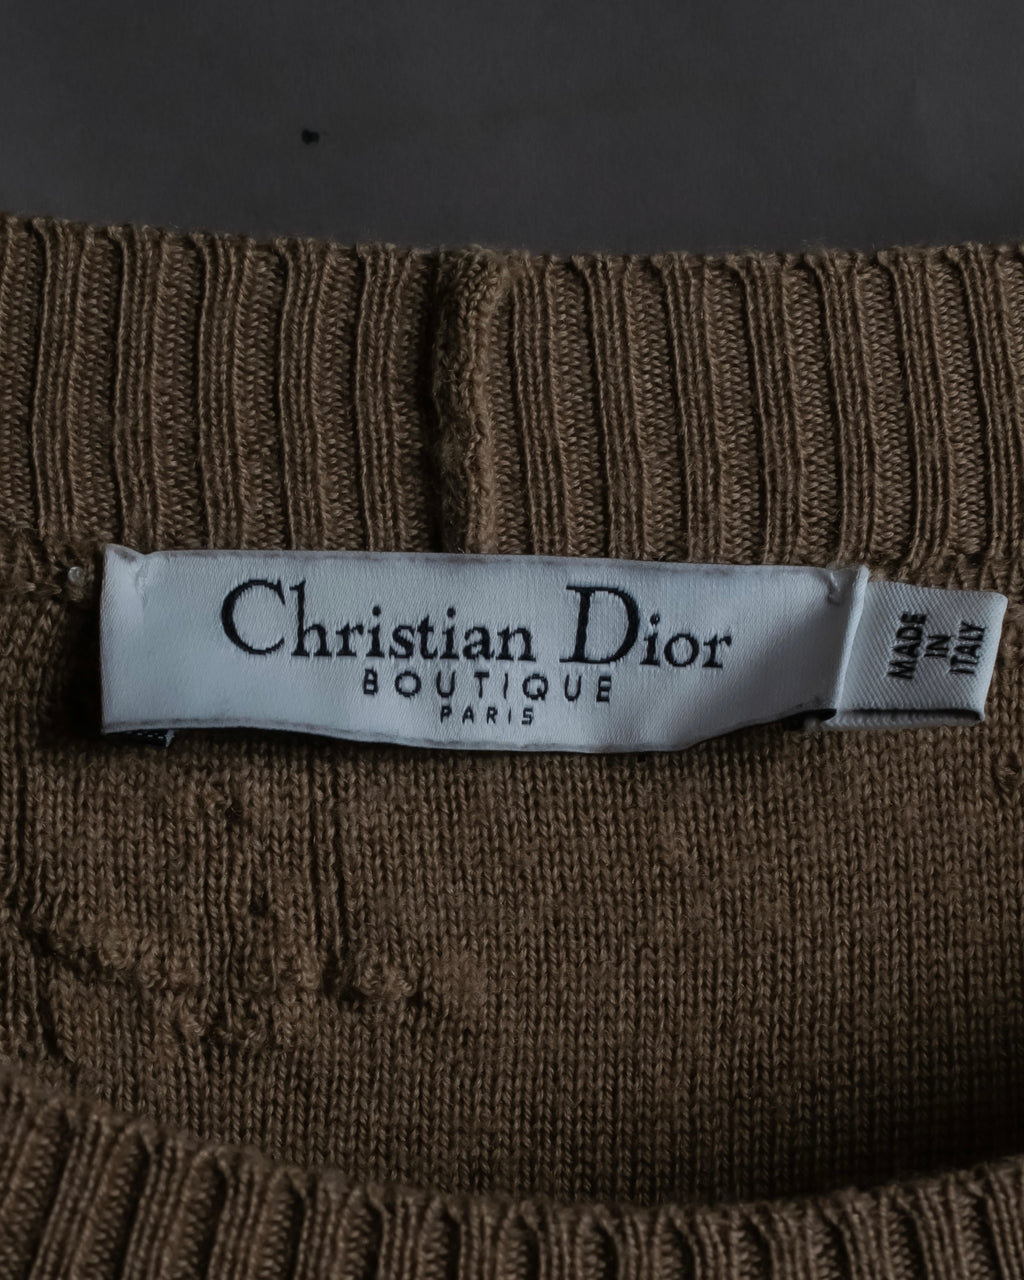 Christian Dior
BOUTIQUE
PARIS
MADE
IN
ITALY